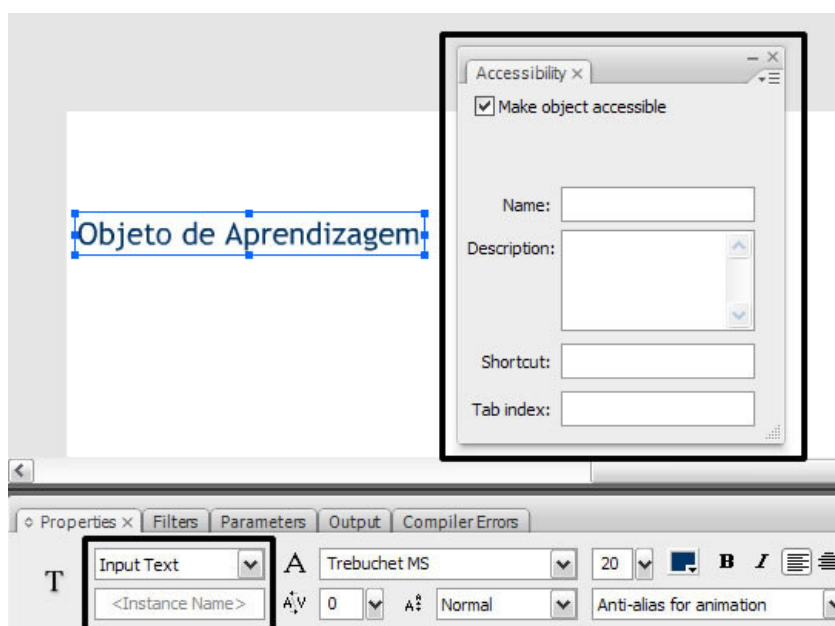 Accessibility
Make object accessible
Name:
Objeto de Aprendizagem
Description:
Shortcut:
Tab index:
Properties Filters Parameters Output Compiler Errors
T Input Text A Trebuchet MS 20 B I
<Instance Name> A V 0 Normal Anti-alias for animation